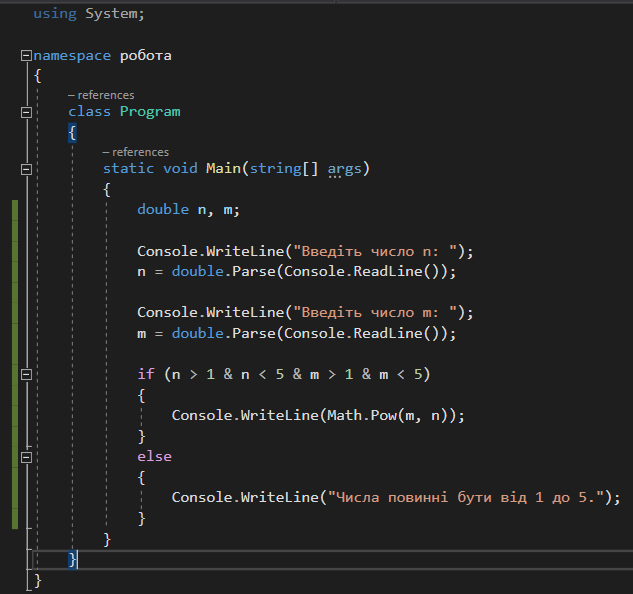 using System;
namespace робота
{
– references
class Program
{
– references
static void Main(string[] args)
{
double n, m;
Console.WriteLine("Введіть число n: ");
n = double.Parse(Console.ReadLine());
Console.WriteLine("Введіть число m: ");
m = double.Parse(Console.ReadLine());
if (n > 1 & n < 5 & m > 1 & m < 5)
{
Console.WriteLine(Math.Pow(m, n));
}
else
{
Console.WriteLine("Числа повинні бути від 1 до 5.");
}
}
}
}